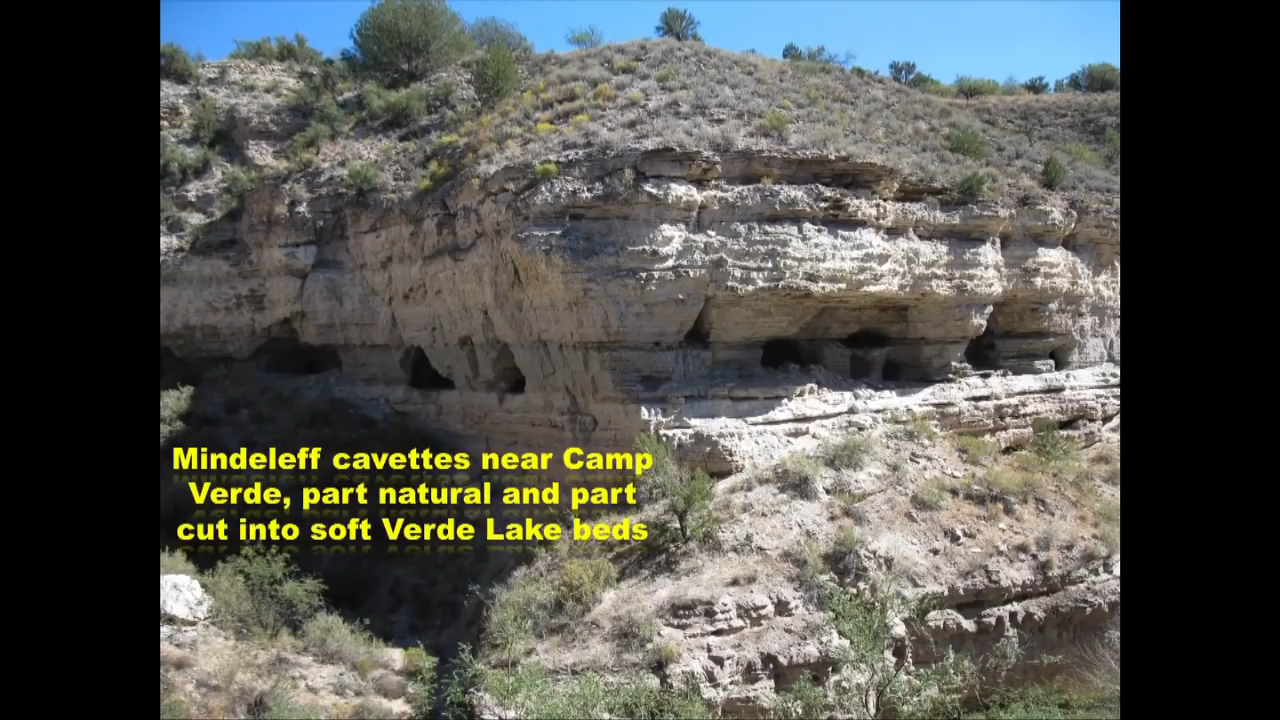 Mindeleff cavettes near Camp
Verde, part natural and part
cut into soft Verde Lake beds